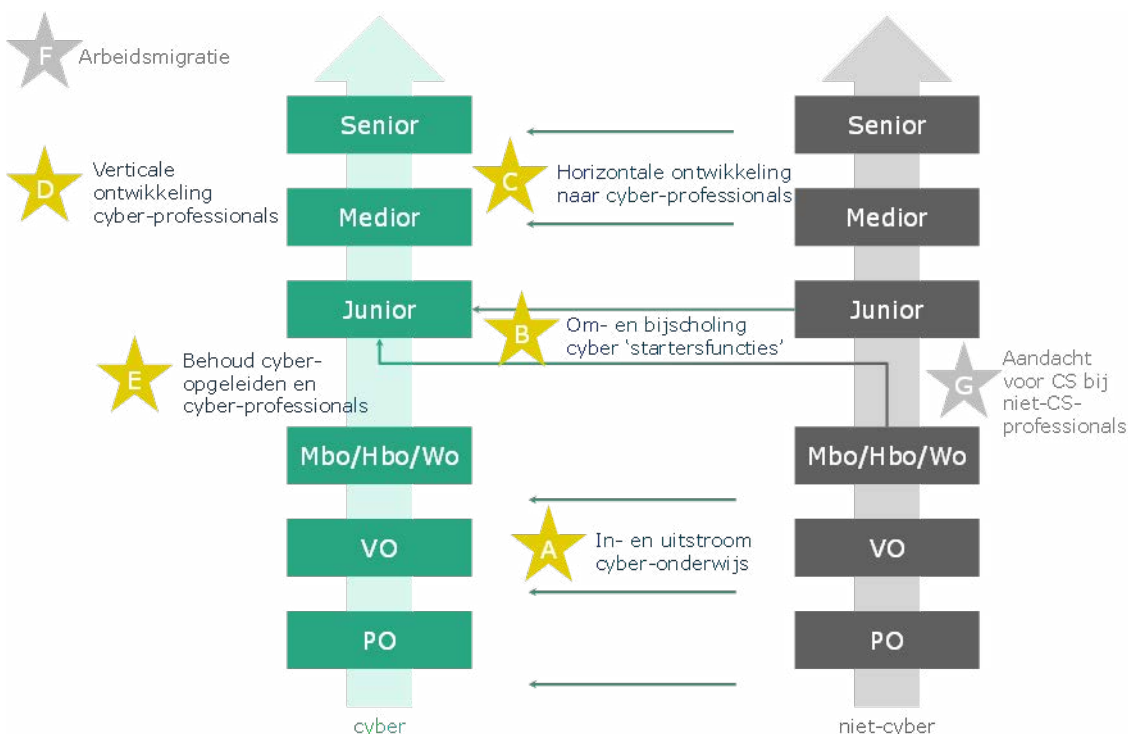 F
Arbeidsmigratie
Senior
Senior
D
Verticale
ontwikkeling
cyber-professionals
C
Horizontale ontwikkeling
naar cyber-professionals
Medior
Medior
Junior
Junior
B
Om- en bijscholing
cyber ‘startersfuncties’
E
Behoud cyber-
opgeleiden en
cyber-professionals
G
Aandacht
voor CS bij
niet-CS-
professionals
Mbo/Hbo/Wo
Mbo/Hbo/Wo
A
In- en uitstroom
cyber-onderwijs
VO
VO
PO
PO
cyber
niet-cyber